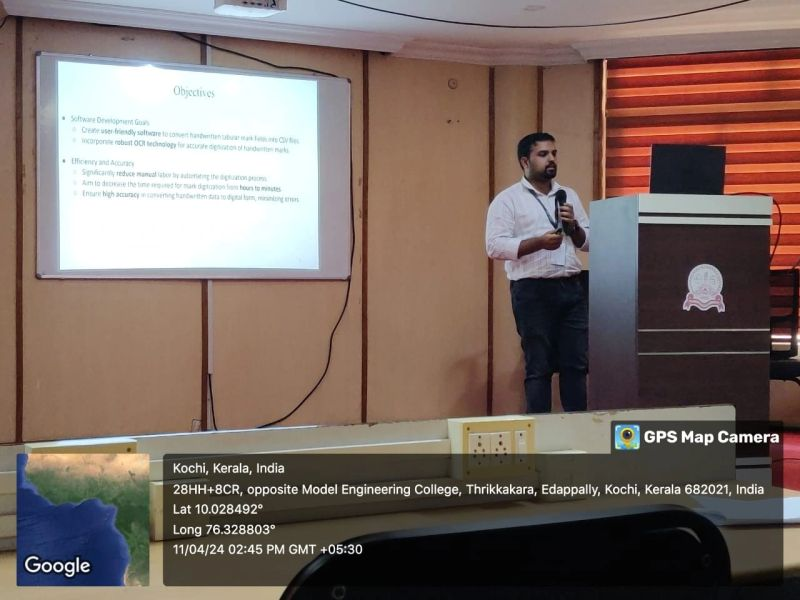 Objectives
Software Development Goals
Create user-friendly software to convert handwritten tabular mark fields into CSV files
Incorporate robust OCR technology for accurate digitization of handwritten marks
Efficiency and Accuracy
Significantly reduce manual labor by automating the digitization process
Aim to decrease the time required for mark digitization from hours to minutes
Ensure high accuracy in converting handwritten data to digital form, minimizing errors
GPS Map Camera
Kochi, Kerala, India
28HH+8CR, opposite Model Engineering College, Thrikkakara, Edappally, Kochi, Kerala 682021, India
Lat 10.028492°
Long 76.328803°
11/04/24 02:45 PM GMT +05:30
Google